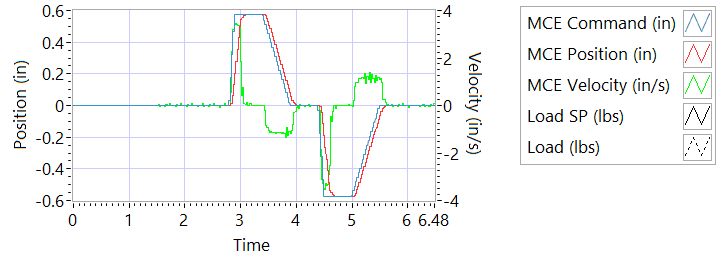 0.6
0.4
0.2
0.0
-0.2
-0.4
-0.6
Position (in)
4
2
0
-2
-4
Velocity (in/s)
0 1 2 3 4 5 6 6.48
Time
MCE Command (in)
MCE Position (in)
MCE Velocity (in/s)
Load SP (lbs)
Load (lbs)